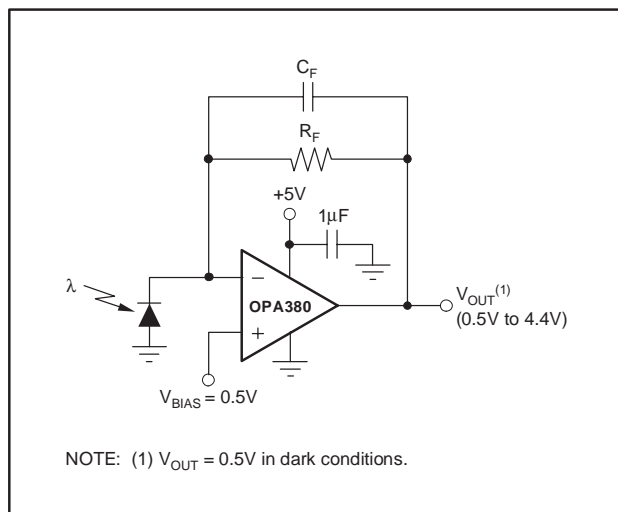 C_F
R_F
+5V
1μF
λ
−
OPA380
+
V_OUT^(1)
(0.5V to 4.4V)
V_BIAS = 0.5V
NOTE: (1) V_OUT = 0.5V in dark conditions.